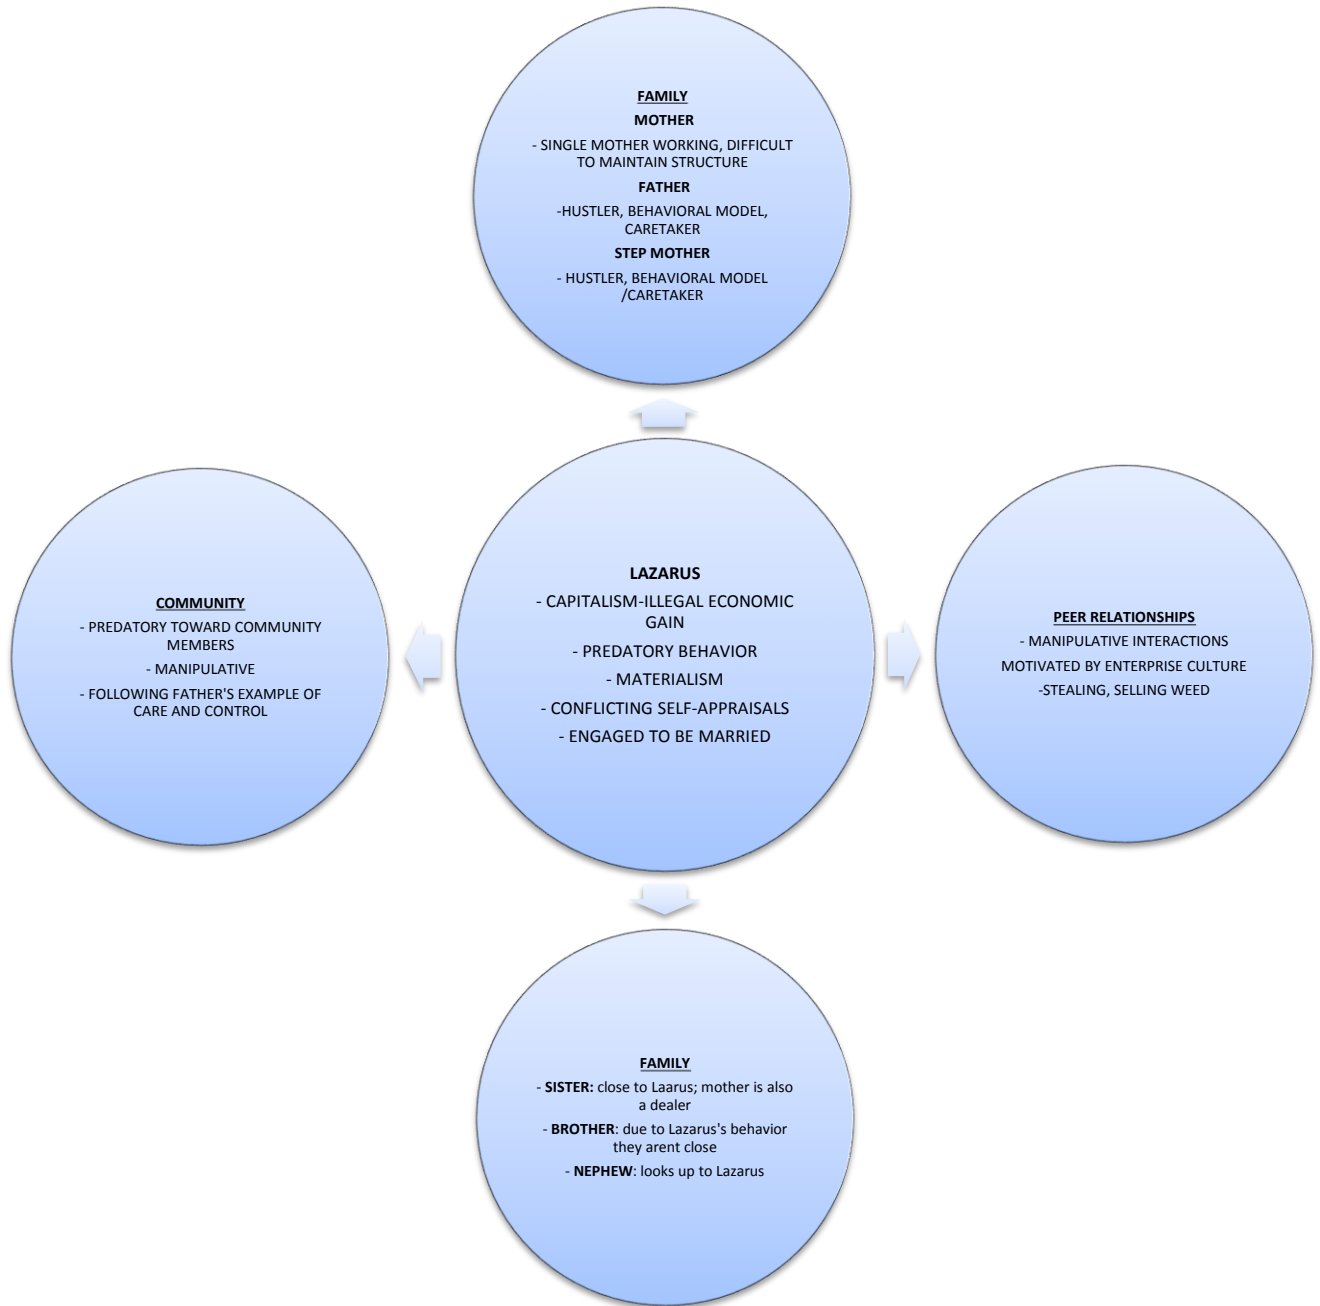 FAMILY
MOTHER
- SINGLE MOTHER WORKING, DIFFICULT
TO MAINTAIN STRUCTURE
FATHER
-HUSTLER, BEHAVIORAL MODEL,
CARETAKER
STEP MOTHER
- HUSTLER, BEHAVIORAL MODEL
/CARETAKER
COMMUNITY
- PREDATORY TOWARD COMMUNITY
MEMBERS
- MANIPULATIVE
- FOLLOWING FATHER'S EXAMPLE OF
CARE AND CONTROL
LAZARUS
- CAPITALISM-ILLEGAL ECONOMIC
GAIN
- PREDATORY BEHAVIOR
- MATERIALISM
- CONFLICTING SELF-APPRAISALS
- ENGAGED TO BE MARRIED
PEER RELATIONSHIPS
- MANIPULATIVE INTERACTIONS
MOTIVATED BY ENTERPRISE CULTURE
-STEALING, SELLING WEED
FAMILY
- SISTER: close to Laarus; mother is also
a dealer
- BROTHER: due to Lazarus's behavior
they arent close
- NEPHEW: looks up to Lazarus